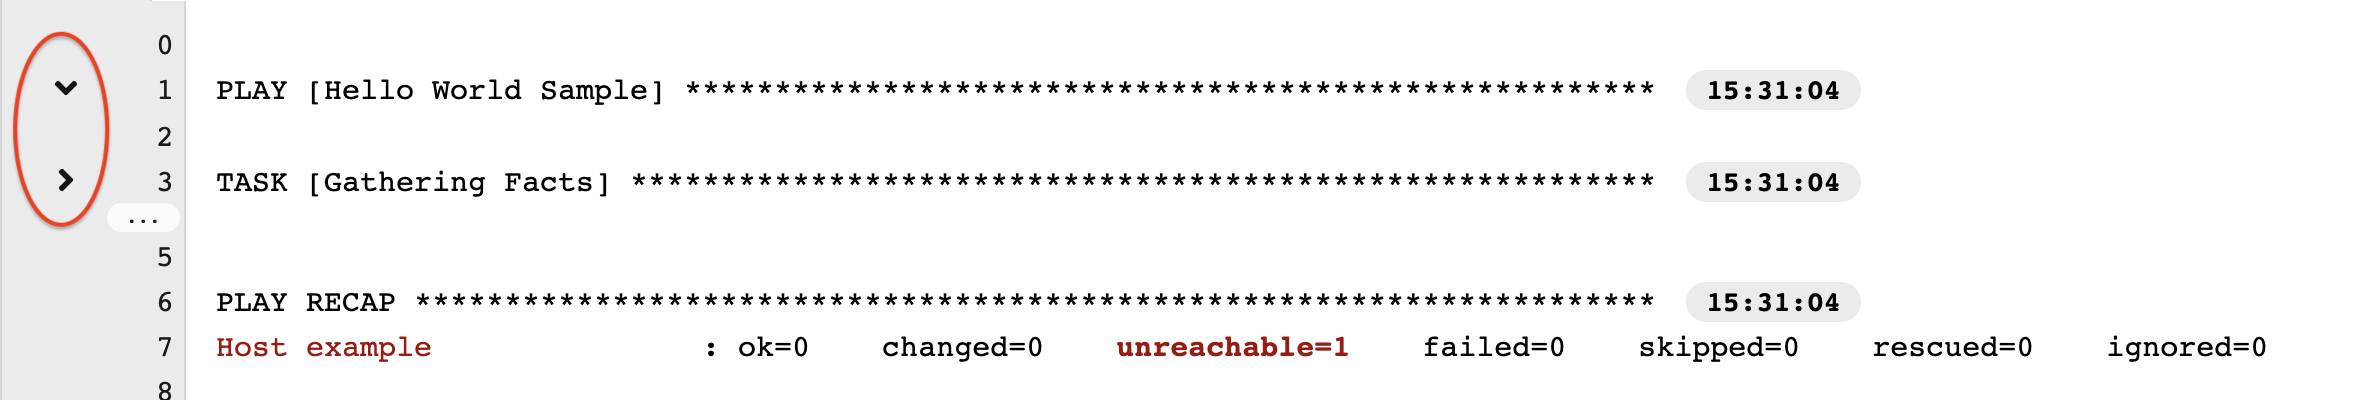 0
1 PLAY [Hello World Sample] ****************************************************** 15:31:04
2
3 TASK [Gathering Facts] ********************************************************* 15:31:04
...
5
6 PLAY RECAP ********************************************************************* 15:31:04
7 Host example : ok=0 changed=0 unreachable=1 failed=0 skipped=0 rescued=0 ignored=0
8